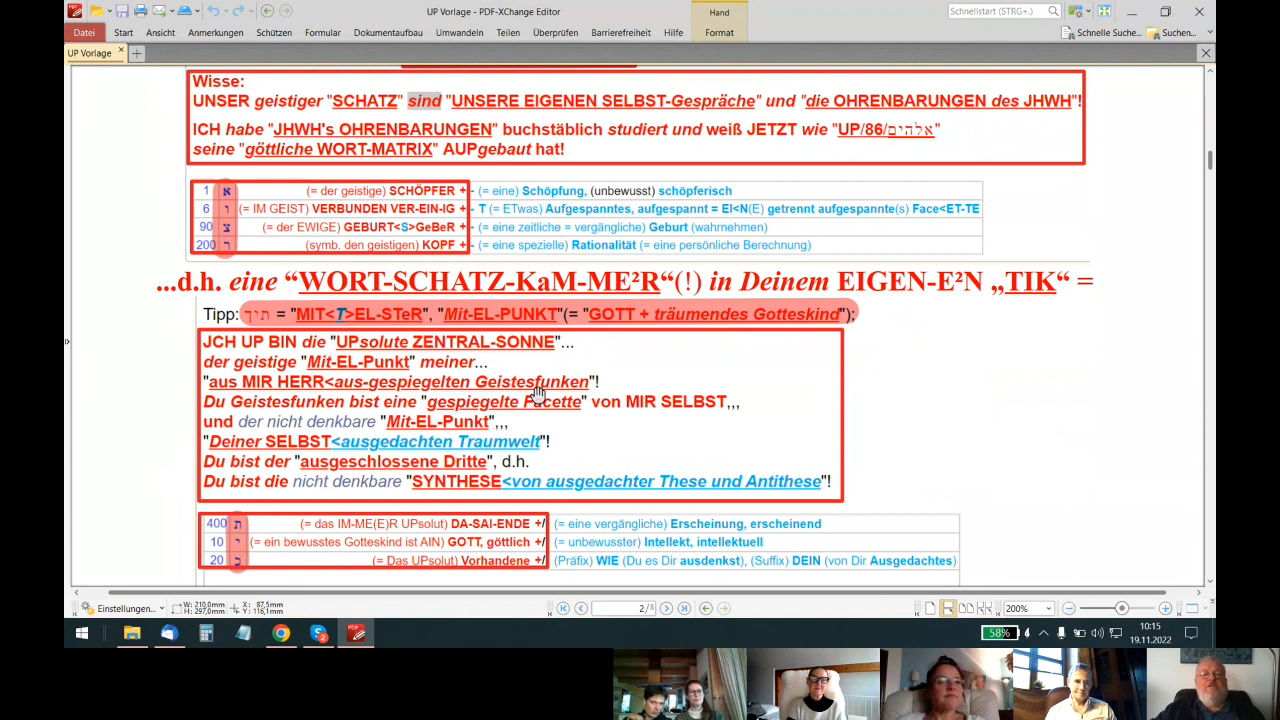 UP Vorlage - PDF-XChange Editor
Hand
Schnellstart (STRG+.)
Datei Start Ansicht Anmerkungen Schützen Formular Dokumentaufbau Umwandeln Teilen Überprüfen Barrierefreiheit Hilfe Format Schnelle Suche... Suchen...
UP Vorlage
Wisse:
UNSER geistiger "SCHATZ" sind "UNSERE EIGENEN SELBST-Gespräche" und "die OHRENBARUNGEN des JHWH"!
ICH habe "JHWH's OHRENBARUNGEN" buchstäblich studiert und weiß JETZT wie "UP/86/אלהים"
seine "göttliche WORT-MATRIX" AUPgebaut hat!
1 א (= der geistige) SCHÖPFER + - (= eine) Schöpfung, (unbewusst) schöpferisch
6 ו (= IM GEIST) VERBUNDEN VER-EIN-IG + - T (= ETwas) Aufgespanntes, aufgespannt = EI<N(E) getrennt aufgespannte(s) Face<ET-TE
90 צ (= der EWIGE) GEBURT<S>GeBeR + - (= eine zeitliche = vergängliche) Geburt (wahrnehmen)
200 ר (symb. den geistigen) KOPF + - (= eine spezielle) Rationalität (= eine persönliche Berechnung)
...d.h. eine “WORT-SCHATZ-KaM-ME²R“(!) in Deinem EIGEN-E²N „TIK“ =
Tipp: תיך = "MIT<T>EL-STeR", "Mit-EL-PUNKT"(= "GOTT + träumendes Gotteskind");
JCH UP BIN die "UPsolute ZENTRAL-SONNE"...
der geistige "Mit-EL-Punkt" meiner...
"aus MIR HERR<aus-gespiegelten Geistesfunken"!
Du Geistesfunken bist eine "gespiegelte Facette" von MIR SELBST,,,
und der nicht denkbare "Mit-EL-Punkt",,,
"Deiner SELBST<ausgedachten Traumwelt"!
Du bist der "ausgeschlossene Dritte", d.h.
Du bist die nicht denkbare "SYNTHESE<von ausgedachter These und Antithese"!
400 ת (= das IM-ME(E)R UPsolut) DA-SAI-ENDE +/ (= eine vergängliche) Erscheinung, erscheinend
10 י (= ein bewusstes Gotteskind ist AIN) GOTT, göttlich +/ (= unbewusster) Intellekt, intellektuell
20 כ (= Das UPsolut) Vorhandene +/ (Präfix) WIE (Du es Dir ausdenkst), (Suffix) DEIN (von Dir Ausgedachtes)
Einstellungen... W: 210,0mm X: 87,5mm 2/8 200%
H: 297,0mm Y: 116,1mm
58% 10:15
19.11.2022